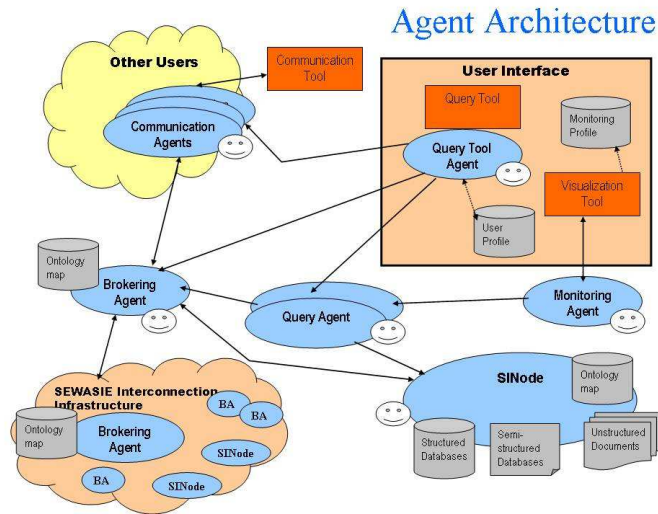 Agent Architecture
Other Users
Communication
Tool
Communication
Agents
User Interface
Query Tool
Monitoring
Profile
Query Tool
Agent
Visualization
Tool
User
Profile
Ontology
map
Brokering
Agent
Query Agent
Monitoring
Agent
SEWASIE Interconnection
Infrastructure
Ontology
map
Brokering
Agent
BA
BA
SINode
BA
SINode
SINode
Ontology
map
Structured
Databases
Semi-
structured
Databases
Unstructured
Documents